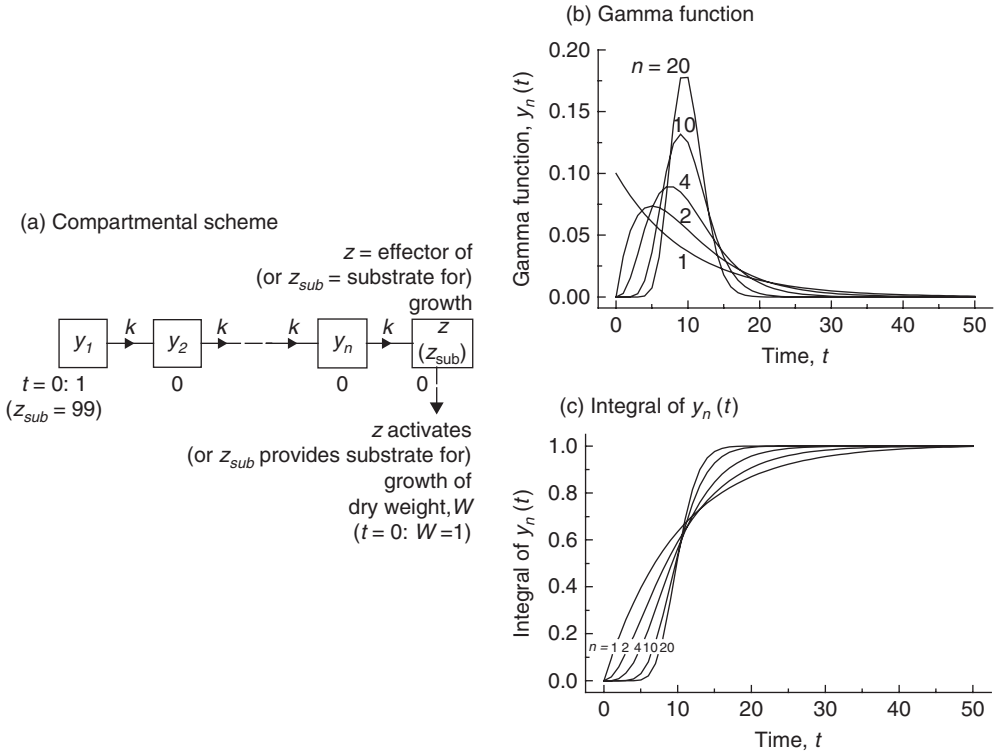 (a) Compartmental scheme
z = effector of
(or z_sub = substrate for)
growth
k k k k
y_1 y_2 y_n z
(z_sub)
t = 0: 1 0 0 0
(z_sub = 99)
z activates
(or z_sub provides substrate for)
growth of
dry weight, W
(t = 0: W = 1)
(b) Gamma function
Gamma function, y_n (t)
0.20
0.15
0.10
0.05
0.00
n = 20
10
4
2
1
0 10 20 30 40 50
Time, t
(c) Integral of y_n (t)
Integral of y_n (t)
1.0
0.8
0.6
0.4
0.2
0.0
n = 1 2 4 10 20
0 10 20 30 40 50
Time, t